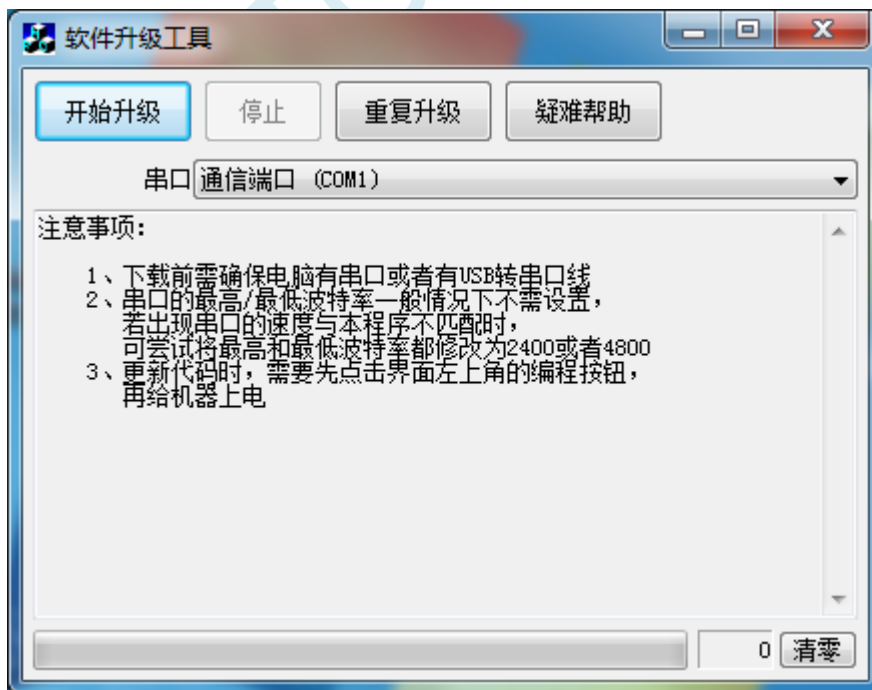 软件升级工具
开始升级 停止 重复升级 疑难帮助
串口 通信端口 (COM1)
注意事项:
1、下载前需确保电脑有串口或者有USB转串口线
2、串口的最高/最低波特率一般情况下不需设置,
若出现串口的速度与本程序不匹配时,
可尝试将最高和最低波特率都修改为2400或者4800
3、更新代码时,需要先点击界面左上角的编程按钮,
再给机器上电
0 清零